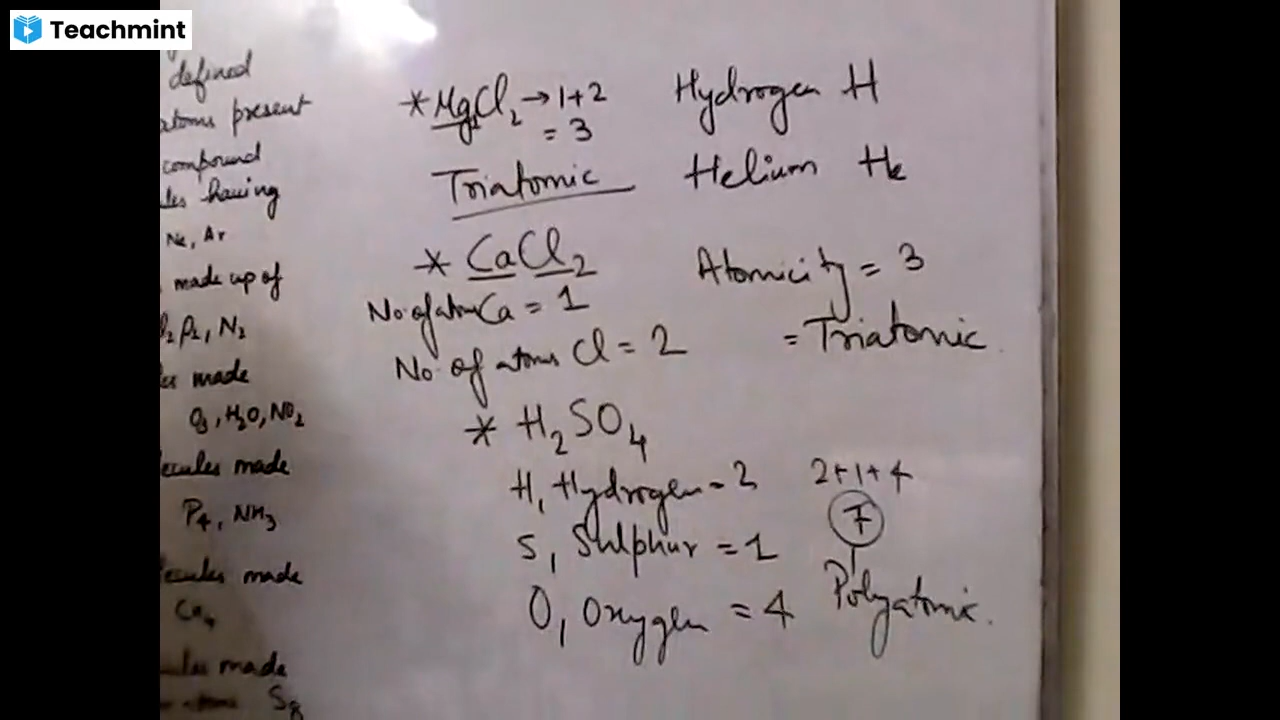 Teachmint
defined
atoms present
compound
having
Ne, Ar
made up of
P₂, N₂
made
O₃, H₂O, NO₂
made
P₄, NH₃
made
made
S₈
* MgCl₂ → 1+2
= 3
Triatomic
Hydrogen H
Helium He
* CaCl₂
No of atoms Ca = 1
No. of atoms Cl = 2
Atomicity = 3
= Triatomic
* H₂SO₄
H, Hydrogen = 2
S, Sulphur = 1
O, Oxygen = 4
2+1+4
7
Polyatomic.